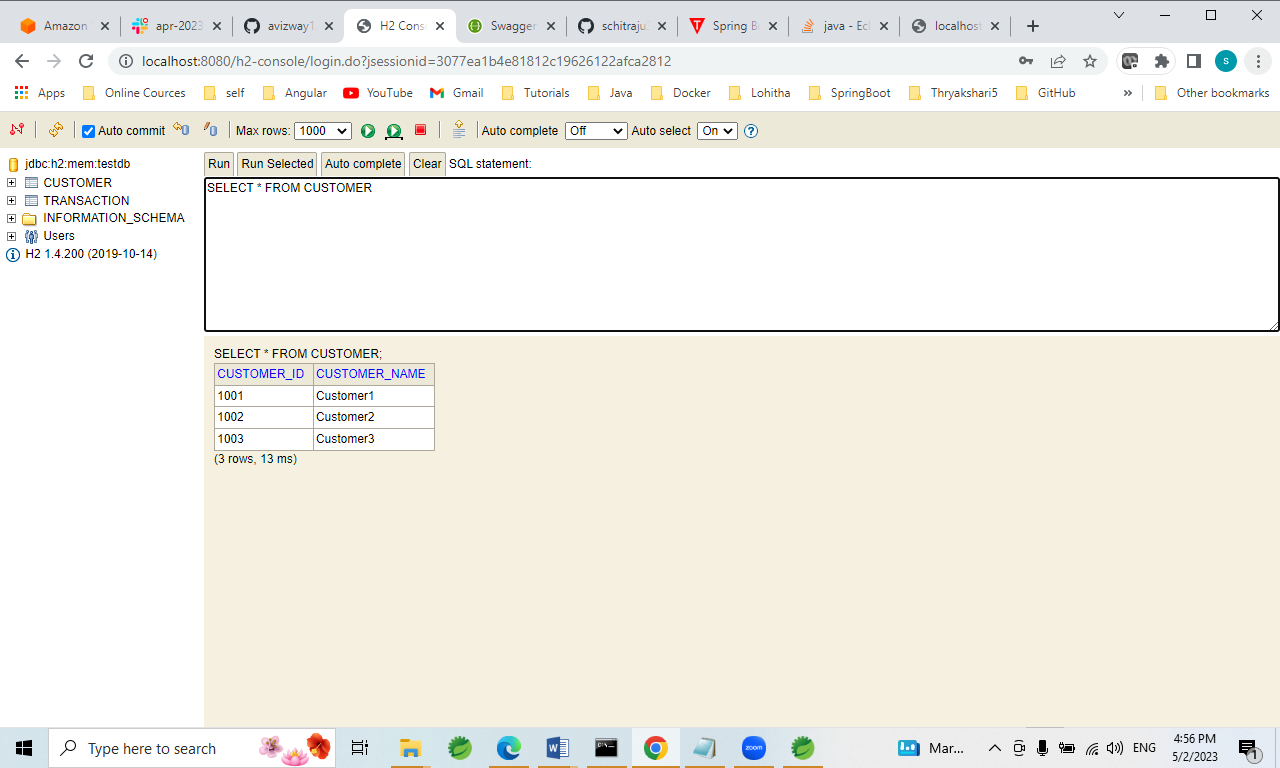 Amazon
apr-2023
avizway1
H2 Cons
Swagger
schitraju
Spring B
java - Ecl
localhost
localhost:8080/h2-console/login.do?jsessionid=3077ea1b4e81812c19626122afca2812
s
Apps
Online Cources
self
Angular
YouTube
Gmail
Tutorials
Java
Docker
Lohitha
SpringBoot
Thryakshari5
GitHub
»
Other bookmarks
Auto commit
Max rows:
1000
Auto complete
Off
Auto select
On
?
jdbc:h2:mem:testdb
CUSTOMER
TRANSACTION
INFORMATION_SCHEMA
Users
H2 1.4.200 (2019-10-14)
Run
Run Selected
Auto complete
Clear
SQL statement:
SELECT * FROM CUSTOMER
SELECT * FROM CUSTOMER;
CUSTOMER_ID CUSTOMER_NAME
1001 Customer1
1002 Customer2
1003 Customer3
(3 rows, 13 ms)
Type here to search
zoom
Mar...
ENG
4:56 PM
5/2/2023
1